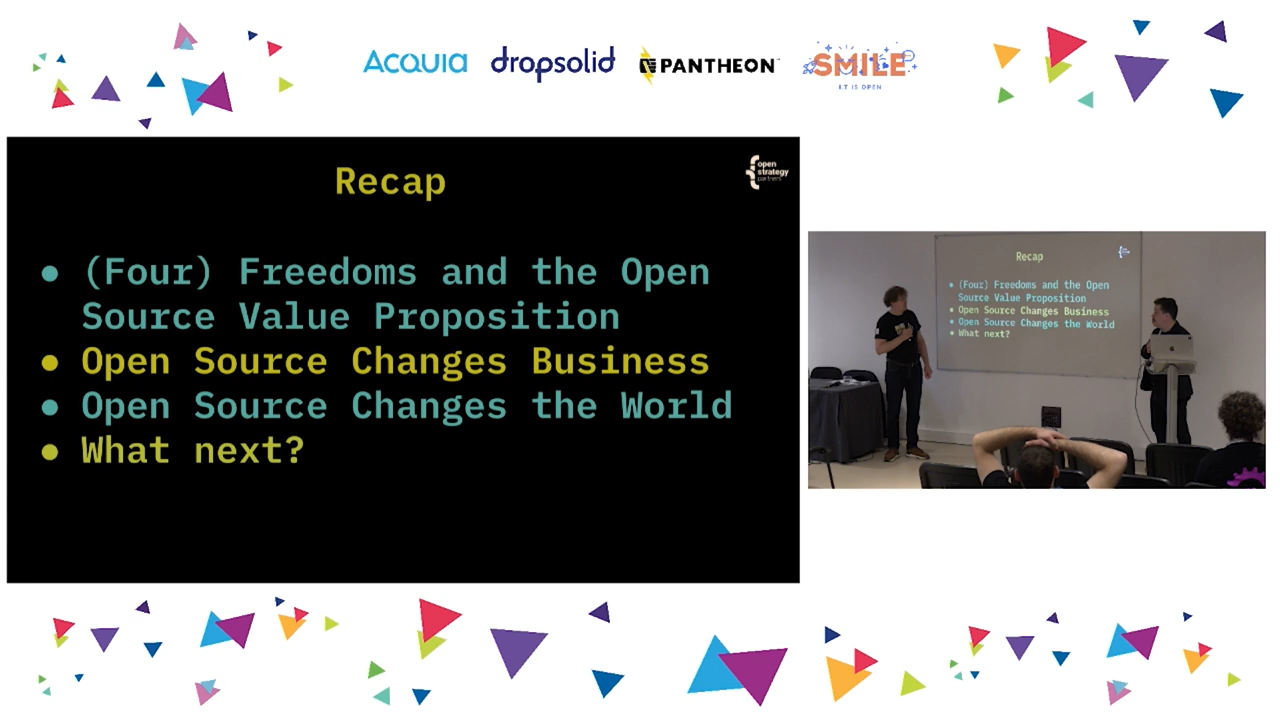 ACQUIA
dropsolid
PANTHEON
SMILE
I.T IS OPEN
open
strategy
partners
Recap
• (Four) Freedoms and the Open
Source Value Proposition
• Open Source Changes Business
• Open Source Changes the World
• What next?
Recap
• (Four) Freedoms and the Open
Source Value Proposition
• Open Source Changes Business
• Open Source Changes the World
• What next?